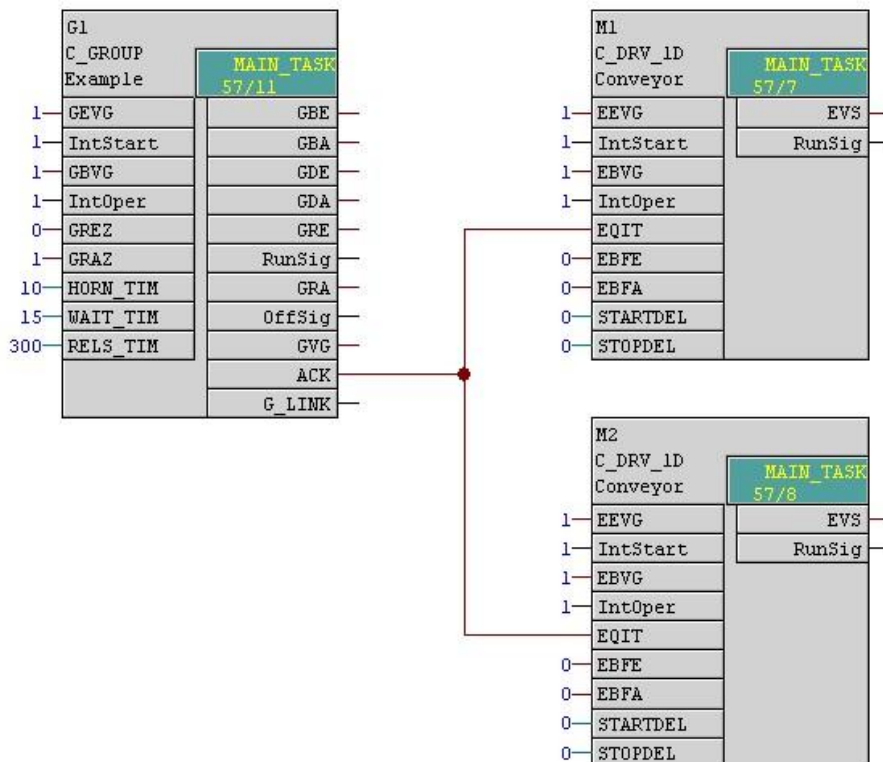 G1
C_GROUP
Example
MAIN_TASK
57/11
1 GEVG GBE
1 IntStart GBA
1 GBVG GDE
1 IntOper GDA
0 GREZ GRE
1 GRAZ RunSig
10 HORN_TIM GRA
15 WAIT_TIM OffSig
300 RELS_TIM GVG
ACK
G_LINK
M1
C_DRV_1D
Conveyor
MAIN_TASK
57/7
1 EEVG EVS
1 IntStart RunSig
1 EBVG
1 IntOper
EQIT
0 EBFE
0 EBFA
0 STARTDEL
0 STOPDEL
M2
C_DRV_1D
Conveyor
MAIN_TASK
57/8
1 EEVG EVS
1 IntStart RunSig
1 EBVG
1 IntOper
EQIT
0 EBFE
0 EBFA
0 STARTDEL
0 STOPDEL